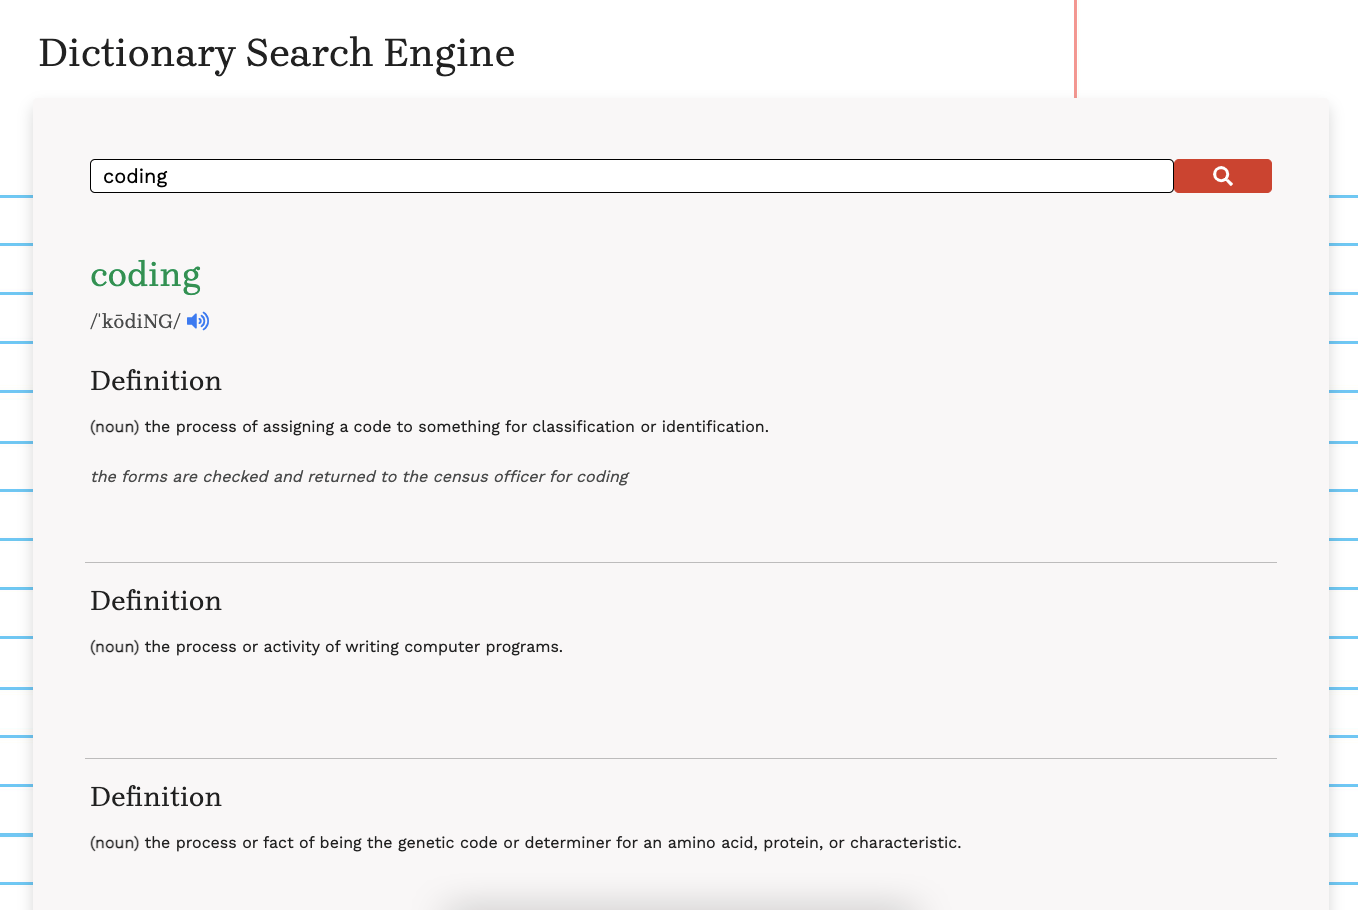 Dictionary Search Engine
coding
coding
/ˈkōdiNG/
Definition
(noun) the process of assigning a code to something for classification or identification.
the forms are checked and returned to the census officer for coding
Definition
(noun) the process or activity of writing computer programs.
Definition
(noun) the process or fact of being the genetic code or determiner for an amino acid, protein, or characteristic.